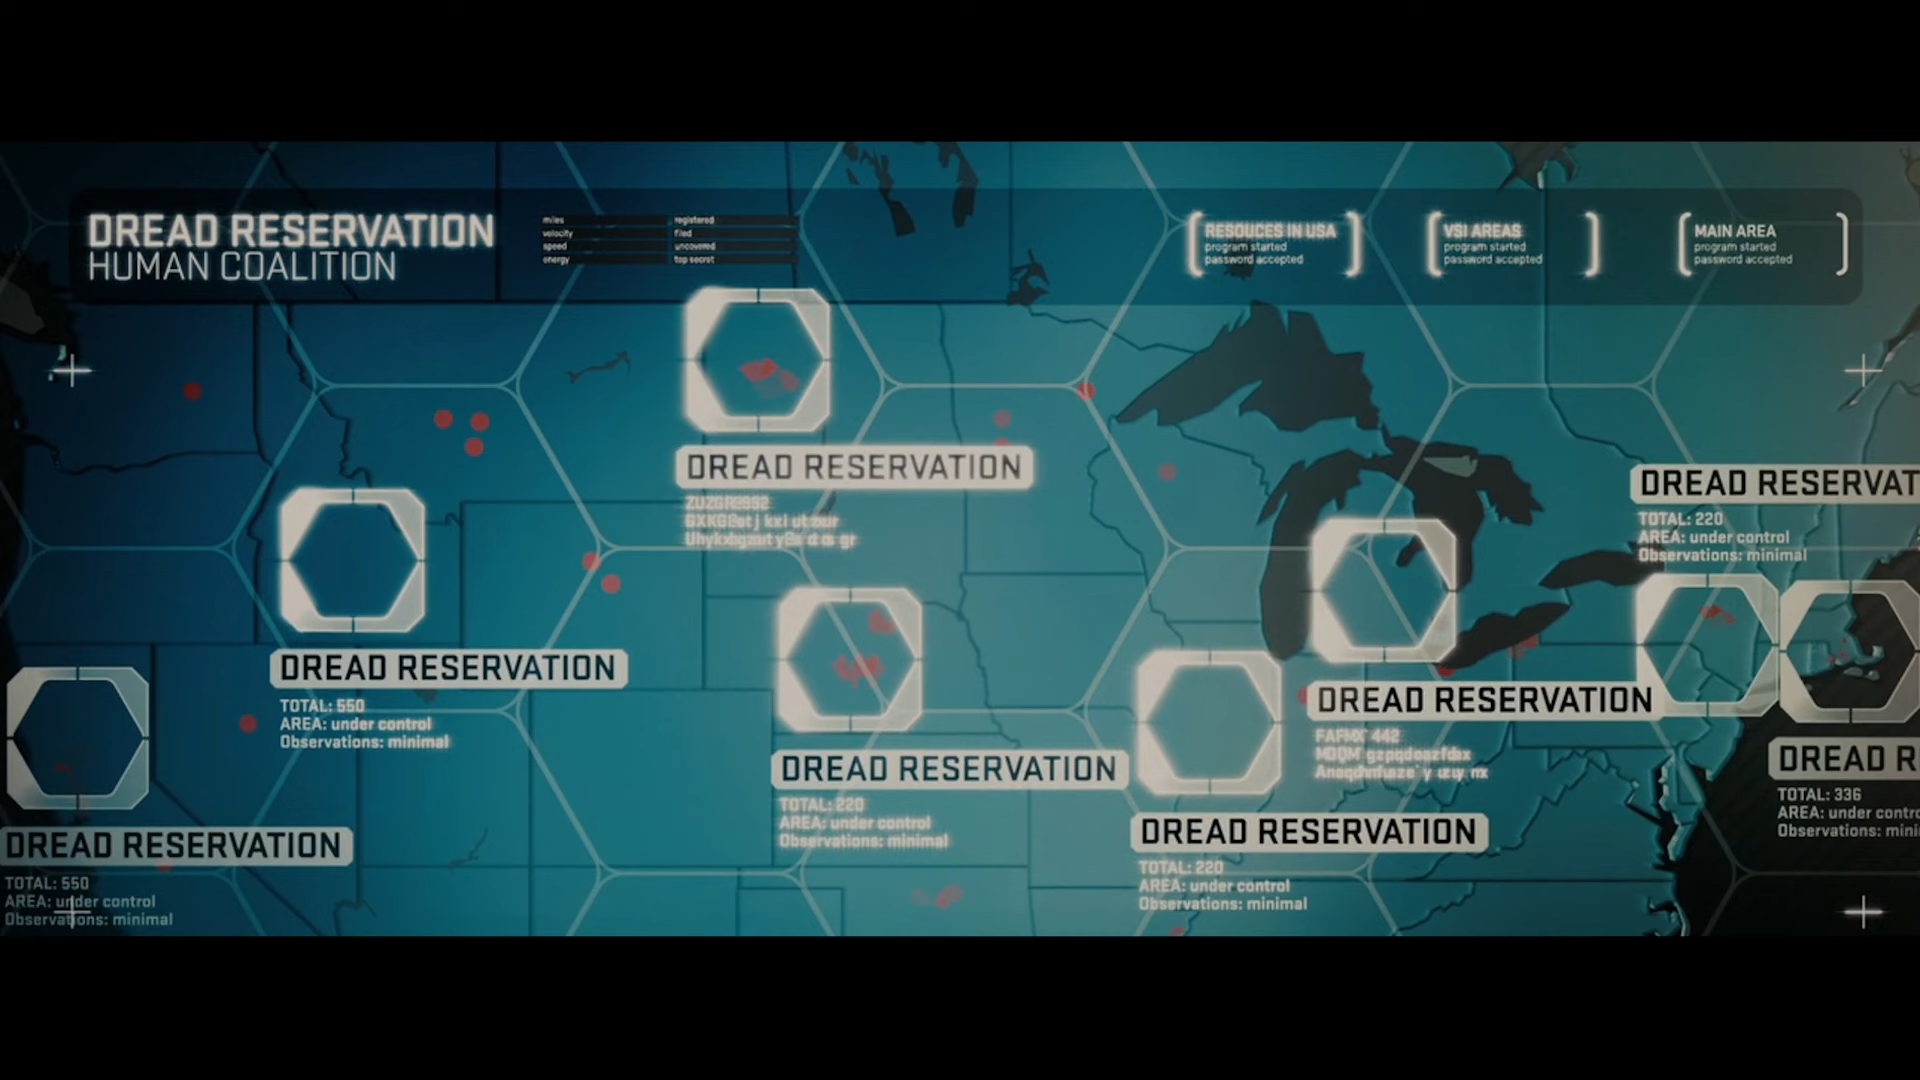 DREAD RESERVATION
HUMAN COALITION
miles
velocity
speed
energy
registered
filed
uncovered
top secret
RESOUCES IN USA
program started
password accepted
VSI AREAS
program started
password accepted
MAIN AREA
program started
password accepted
DREAD RESERVATION
DREAD RESERVAT
TOTAL: 220
AREA: under control
Observations: minimal
DREAD RESERVATION
TOTAL: 550
AREA: under control
Observations: minimal
DREAD RESERVATION
FAFMX' 442
DREAD RESERVATION
TOTAL: 220
AREA: under control
Observations: minimal
DREAD R
TOTAL: 336
AREA: under contro
Observations: mini
DREAD RESERVATION
TOTAL: 220
AREA: under control
Observations: minimal
DREAD RESERVATION
TOTAL: 550
AREA: under control
Observations: minimal